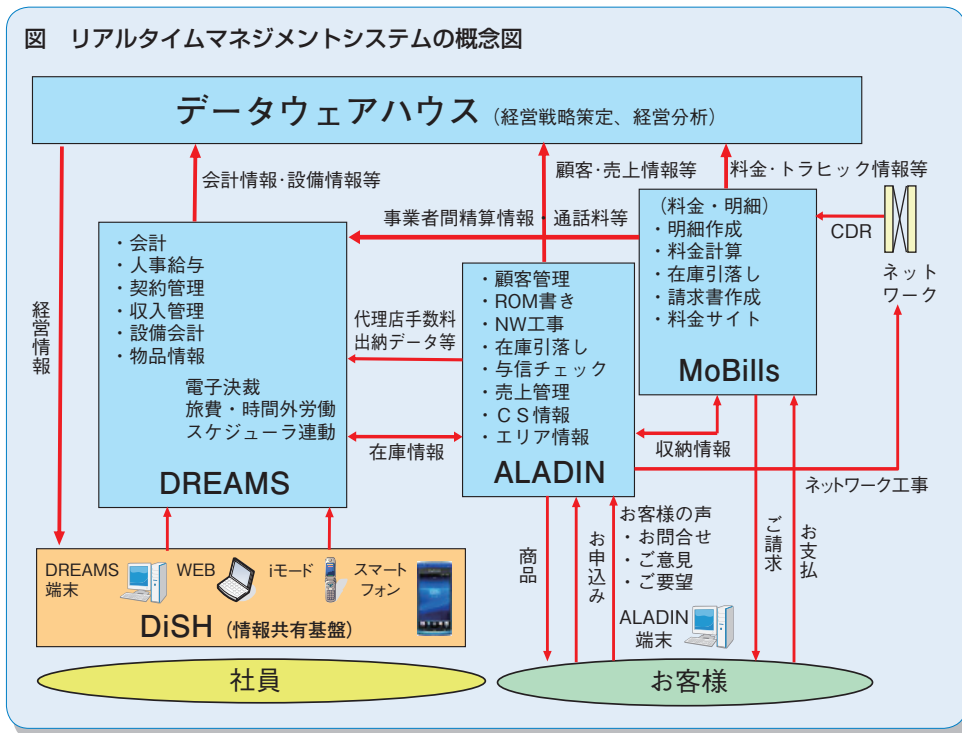 図　リアルタイムマネジメントシステムの概念図
データウェアハウス（経営戦略策定、経営分析）
会計情報・設備情報等
顧客・売上情報等
料金・トラヒック情報等
事業者間精算情報・通話料等
・会計
・人事給与
・契約管理
・収入管理
・設備会計
・物品情報
電子決裁
旅費・時間外労働
スケジューラ連動
DREAMS
代理店手数料
出納データ等
在庫情報
・顧客管理
・ROM書き
・NW工事
・在庫引落し
・与信チェック
・売上管理
・ＣＳ情報
・エリア情報
ALADIN
（料金・明細）
・明細作成
・料金計算
・在庫引落し
・請求書作成
・料金サイト
MoBills
CDR
ネット
ワーク
収納情報
ネットワーク工事
経営情報
商品
お申込み
お客様の声
・お問合せ
・ご意見
・ご要望
ご請求
お支払
ALADIN
端末
DREAMS
端末
WEB
iモード
スマート
フォン
DiSH（情報共有基盤）
社員
お客様